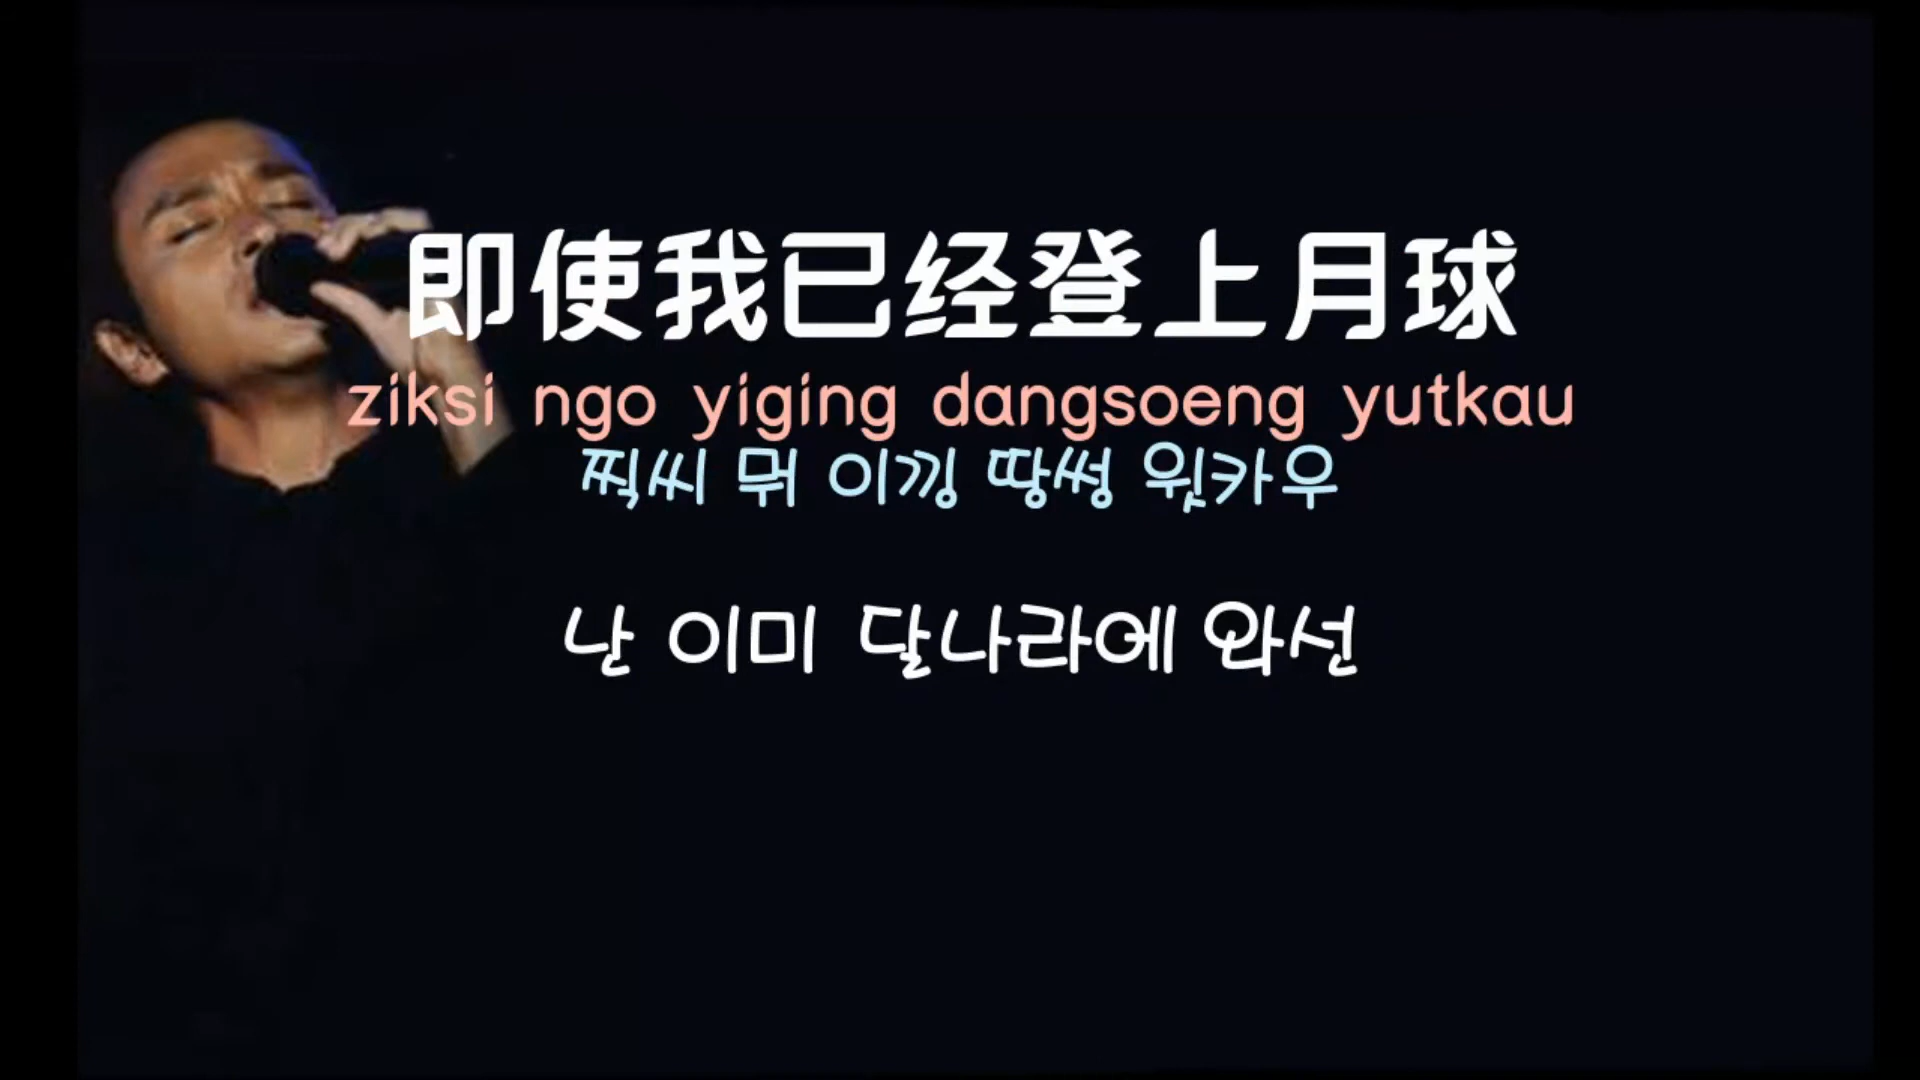 即使我已经登上月球
ziksi ngo yiging dangsoeng yutkau
찍씨 뭐 이낑 땅썽 윗카우
난 이미 달나라에 와선